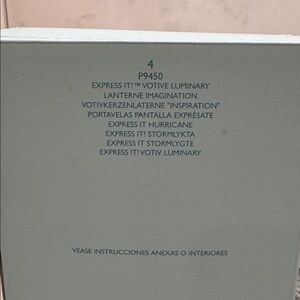 4
P9450
EXPRESS IT!™ VOTIVE LUMINARY
LANTERNE IMAGINATION
VOTIVKERZENLATERNE "INSPIRATION"
PORTAVELAS PANTALLA EXPRÉSATE
EXPRESS IT HURRICANE
EXPRESS IT! STORMLYKTA
EXPRESS IT STORMLYGTE
EXPRESS IT! VOTIV LUMINARY
VEASE INSTRUCCIONES ANEXAS O INTERIORES